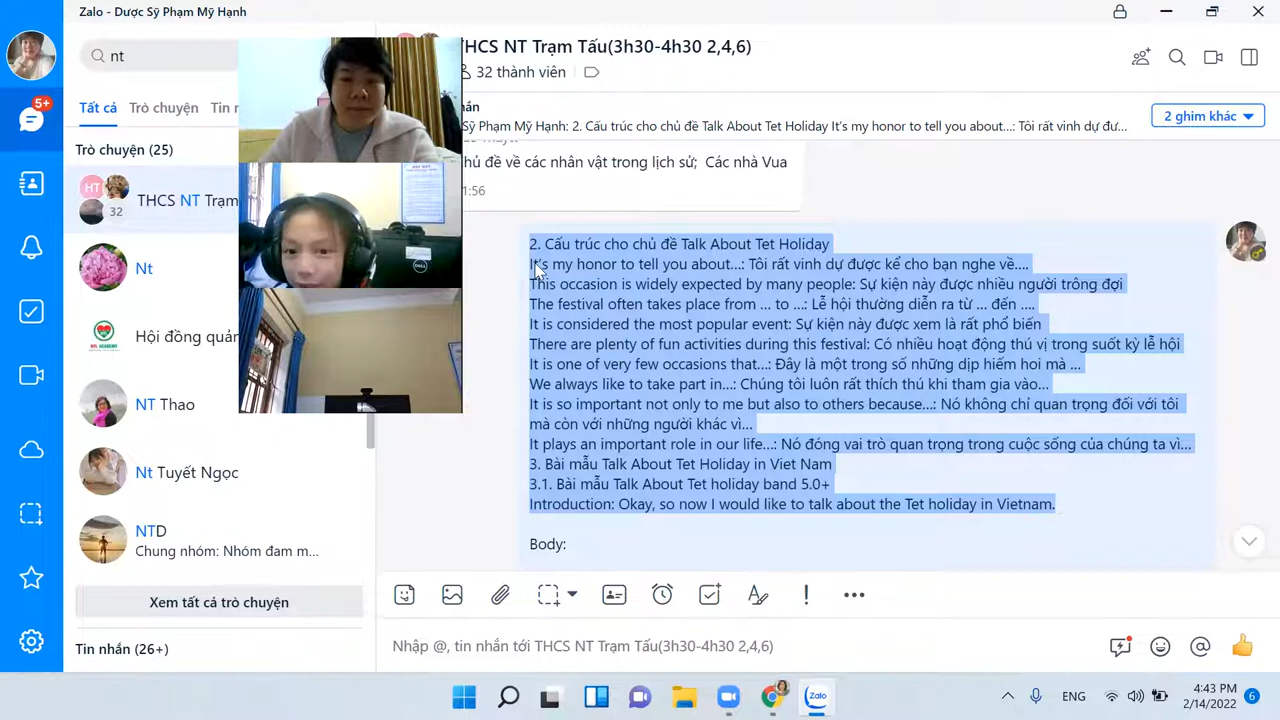 Zalo - Dược Sỹ Phạm Mỹ Hạnh
nt
Tất cả
Trò chuyện
Tin n
Trò chuyện (25)
HT
32
THCS NT Trạm
Nt
Hội đồng quản
NT Thao
Nt Tuyết Ngọc
NTD
Chung nhóm: Nhóm đam m...
Xem tất cả trò chuyện
Tin nhắn (26+)
5+
DELL
THCS NT Trạm Tấu(3h30-4h30 2,4,6)
32 thành viên
hắn
Sỹ Phạm Mỹ Hạnh: 2. Cấu trúc cho chủ đề Talk About Tet Holiday It's my honor to tell you about...: Tôi rất vinh dự đư...
2 ghim khác
hủ đề về các nhân vật trong lịch sử; Các nhà Vua
1:56
2. Cấu trúc cho chủ đề Talk About Tet Holiday
It's my honor to tell you about...: Tôi rất vinh dự được kể cho bạn nghe về....
This occasion is widely expected by many people: Sự kiện này được nhiều người trông đợi
The festival often takes place from ... to ...: Lễ hội thường diễn ra từ ... đến ....
It is considered the most popular event: Sự kiện này được xem là rất phổ biến
There are plenty of fun activities during this festival: Có nhiều hoạt động thú vị trong suốt kỳ lễ hội
It is one of very few occasions that...: Đây là một trong số những dịp hiếm hoi mà ...
We always like to take part in...: Chúng tôi luôn rất thích thú khi tham gia vào...
It is so important not only to me but also to others because...: Nó không chỉ quan trọng đối với tôi
mà còn với những người khác vì...
It plays an important role in our life...: Nó đóng vai trò quan trọng trong cuộc sống của chúng ta vì...
3. Bài mẫu Talk About Tet Holiday in Viet Nam
3.1. Bài mẫu Talk About Tet holiday band 5.0+
Introduction: Okay, so now I would like to talk about the Tet holiday in Vietnam.
Body:
Nhập @, tin nhắn tới THCS NT Trạm Tấu(3h30-4h30 2,4,6)
Zalo
ENG
4:43 PM
2/14/2022
6